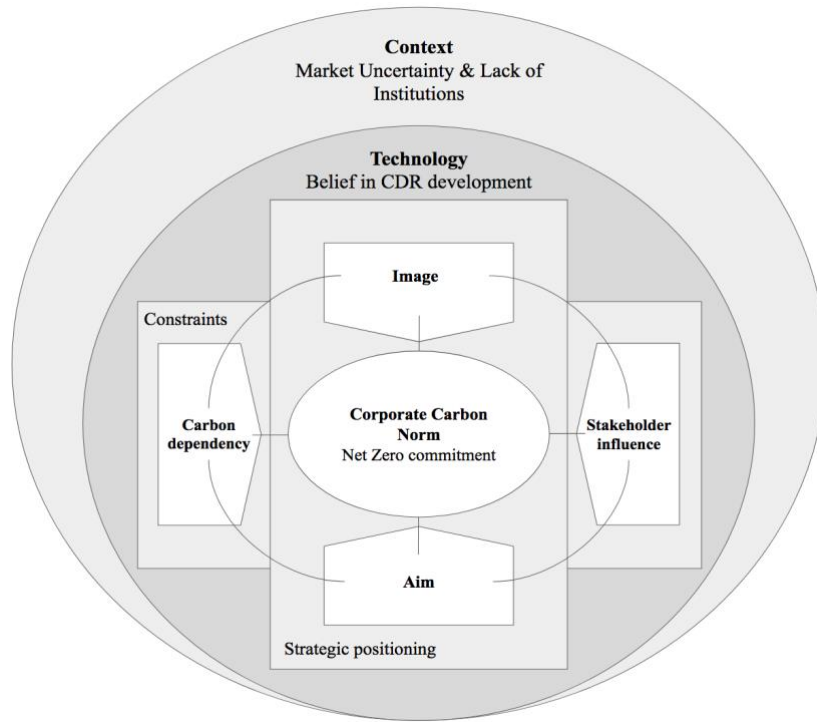 Context
Market Uncertainty & Lack of
Institutions
Technology
Belief in CDR development
Image
Constraints
Carbon
dependency
Corporate Carbon
Norm
Net Zero commitment
Stakeholder
influence
Aim
Strategic positioning